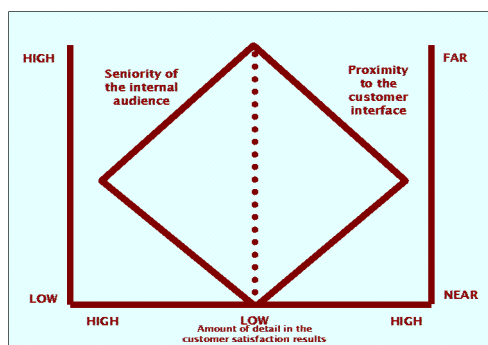 HIGH
Seniority of
the internal
audience
Proximity
to the
customer
interface
FAR
LOW
NEAR
HIGH
LOW
HIGH
Amount of detail in the
customer satisfaction results